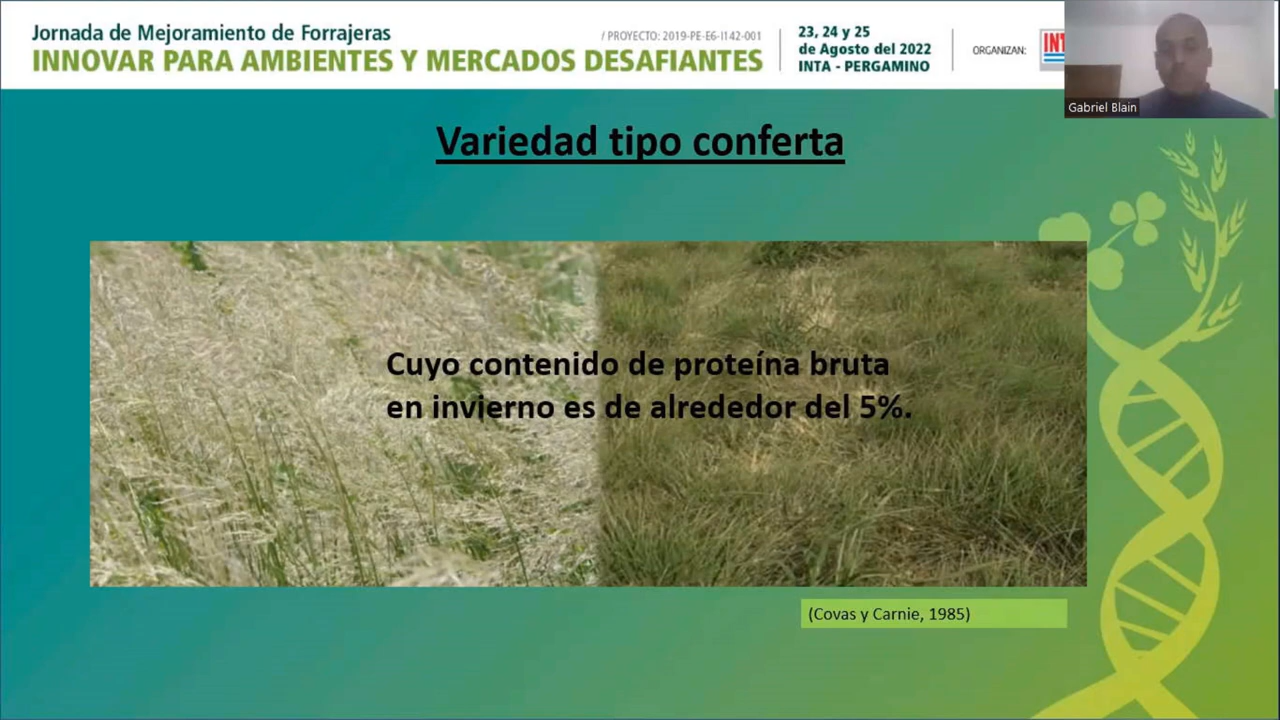 Jornada de Mejoramiento de Forrajeras
/ PROYECTO: 2019-PE-E6-I142-001
INNOVAR PARA AMBIENTES Y MERCADOS DESAFIANTES
23, 24 y 25
de Agosto del 2022
INTA - PERGAMINO
ORGANIZAN:
Gabriel Blain
Variedad tipo conferta
Cuyo contenido de proteína bruta
en invierno es de alrededor del 5%.
(Covas y Carnie, 1985)